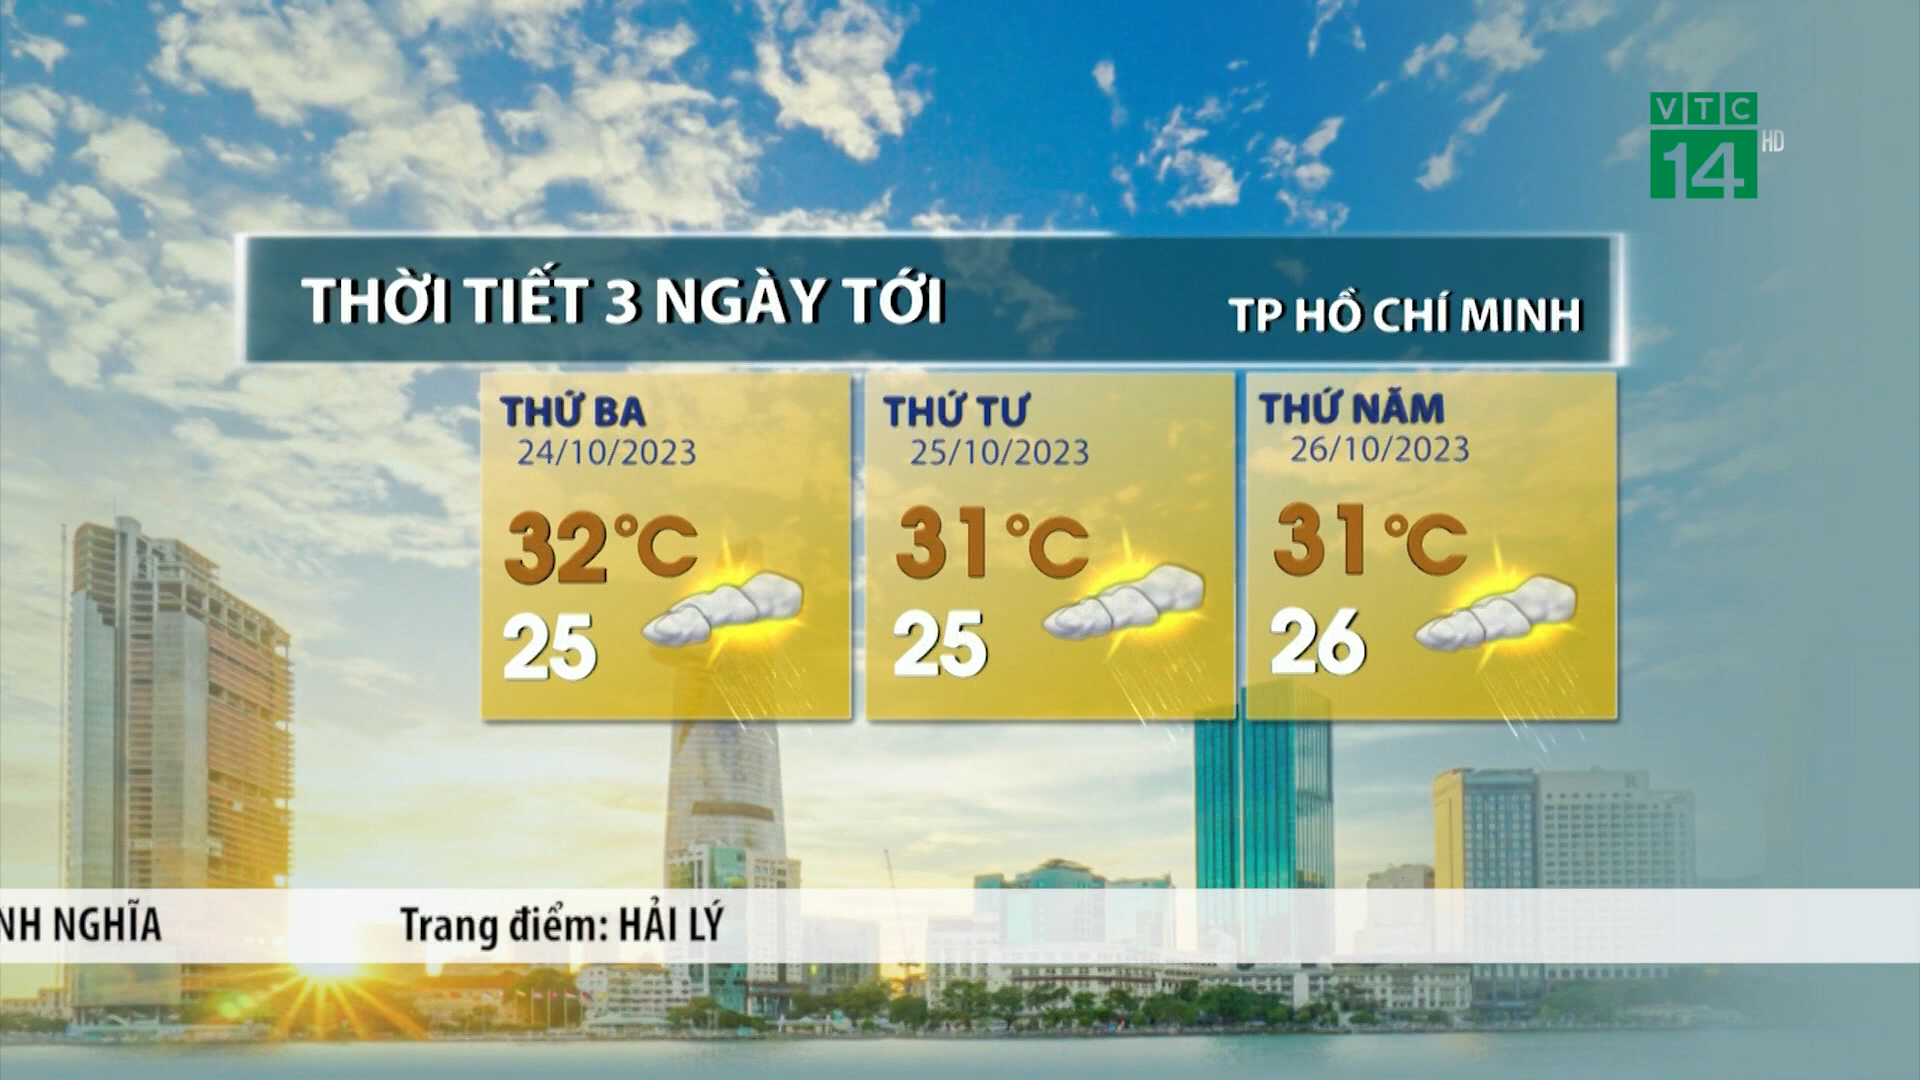 VTC
14 HD
THỜI TIẾT 3 NGÀY TỚI
TP HỒ CHÍ MINH
THỨ BA
24/10/2023
32°C
25
THỨ TƯ
25/10/2023
31°C
25
THỨ NĂM
26/10/2023
31°C
26
NH NGHĨA
Trang điểm: HẢI LÝ